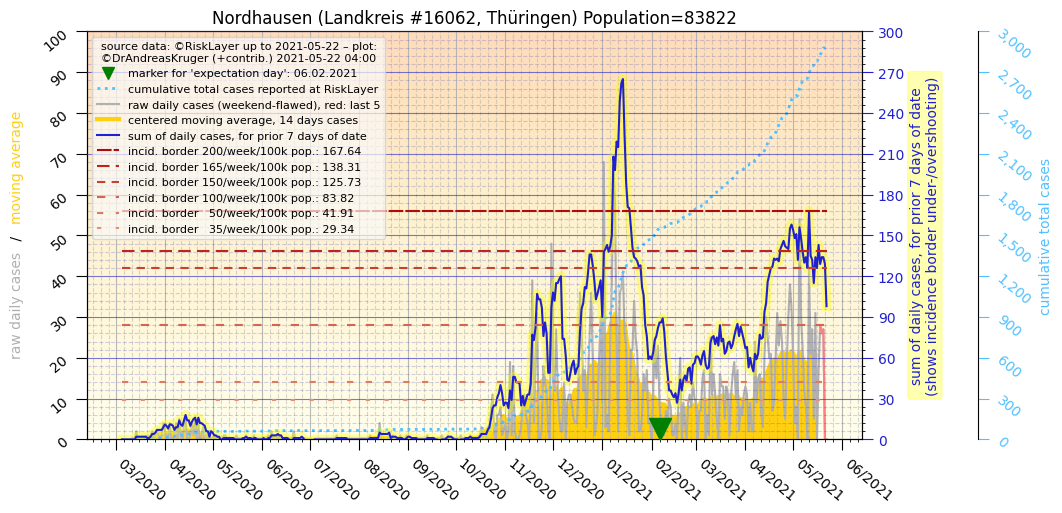 Nordhausen (Landkreis #16062, Thüringen) Population=83822
source data: ©RiskLayer up to 2021-05-22 – plot:
©DrAndreasKruger (+contrib.) 2021-05-22 04:00
marker for 'expectation day': 06.02.2021
cumulative total cases reported at RiskLayer
raw daily cases (weekend-flawed), red: last 5
centered moving average, 14 days cases
sum of daily cases, for prior 7 days of date
incid. border 200/week/100k pop.: 167.64
incid. border 165/week/100k pop.: 138.31
incid. border 150/week/100k pop.: 125.73
incid. border 100/week/100k pop.: 83.82
incid. border   50/week/100k pop.: 41.91
incid. border   35/week/100k pop.: 29.34
raw daily cases / moving average
100
90
80
70
60
50
40
30
20
10
0
03/2020
04/2020
05/2020
06/2020
07/2020
08/2020
09/2020
10/2020
11/2020
12/2020
01/2021
02/2021
03/2021
04/2021
05/2021
06/2021
300
270
240
210
180
150
120
90
60
30
0
sum of daily cases, for prior 7 days of date
(shows incidence border under-/overshooting)
3,000
2,700
2,400
2,100
1,800
1,500
1,200
900
600
300
0
cumulative total cases